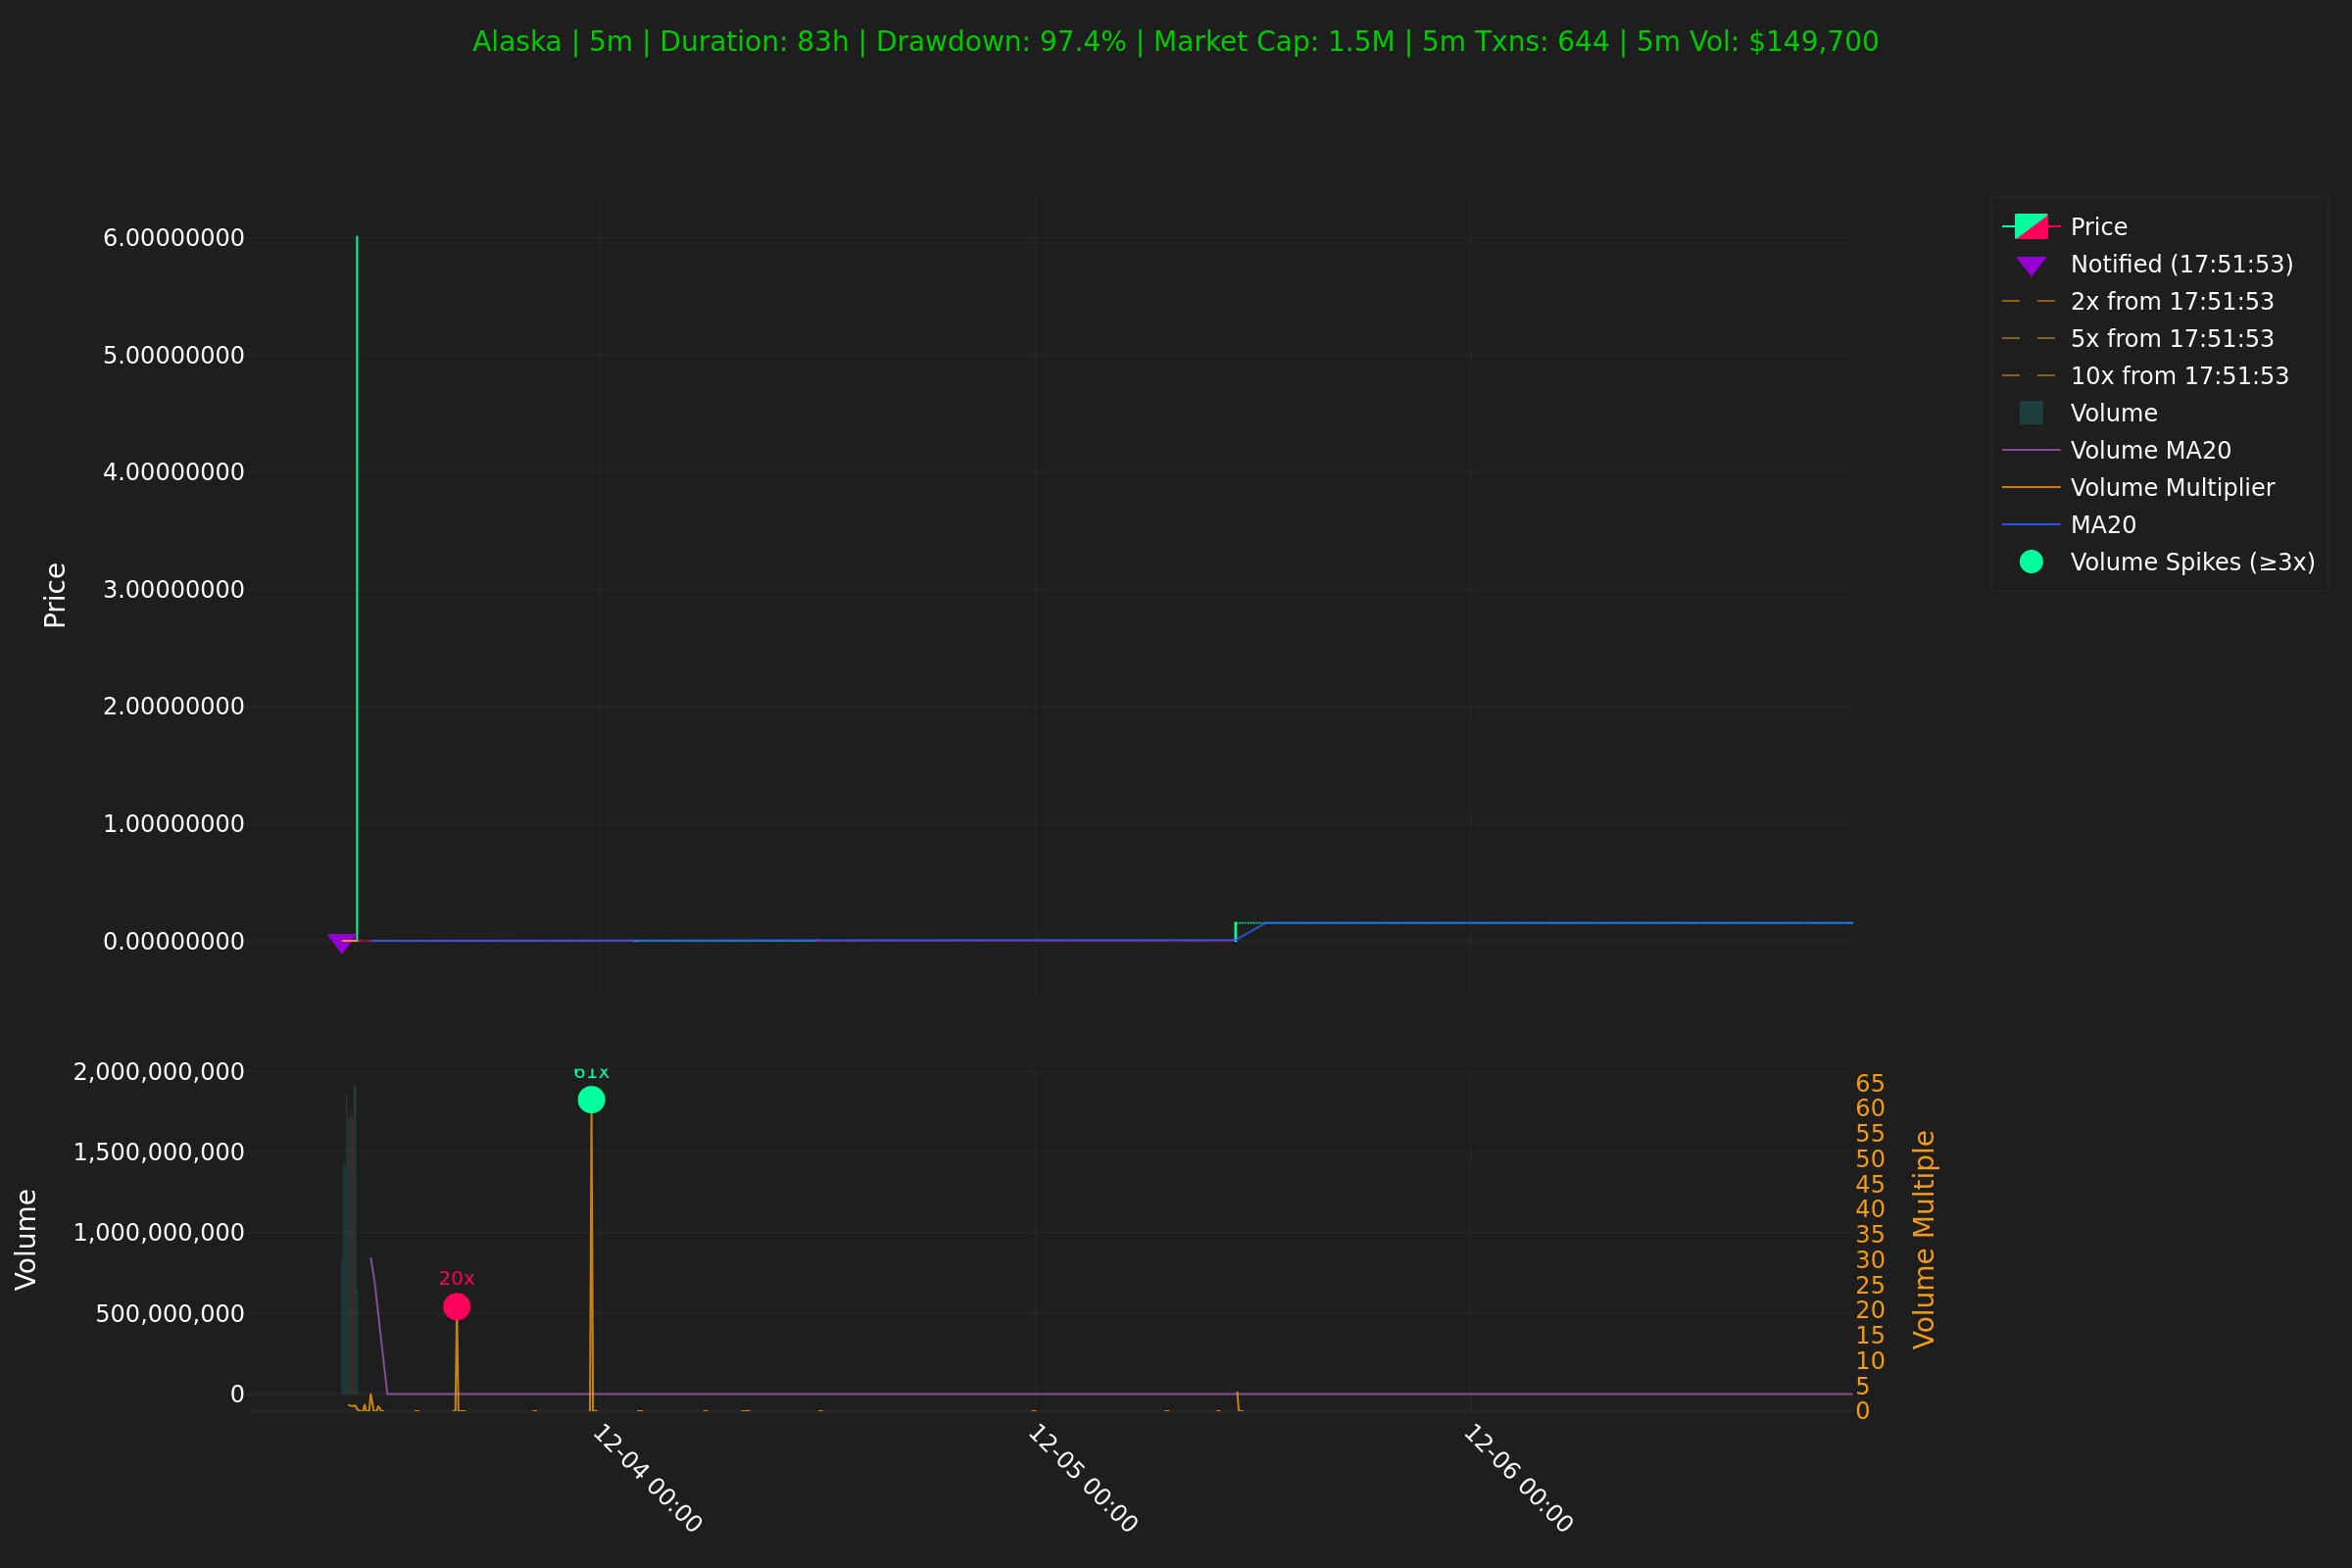 Alaska | 5m | Duration: 83h | Drawdown: 97.4% | Market Cap: 1.5M | 5m Txns: 644 | 5m Vol: $149,700
Price
6.00000000
5.00000000
4.00000000
3.00000000
2.00000000
1.00000000
0.00000000
Price
Notified (17:51:53)
2x from 17:51:53
5x from 17:51:53
10x from 17:51:53
Volume
Volume MA20
Volume Multiplier
MA20
Volume Spikes (≥3x)
Volume
2,000,000,000
1,500,000,000
1,000,000,000
500,000,000
0
20x
61x
65
60
55
50
45
40
35
30
25
20
15
10
5
0
Volume Multiple
12-04 00:00
12-05 00:00
12-06 00:00